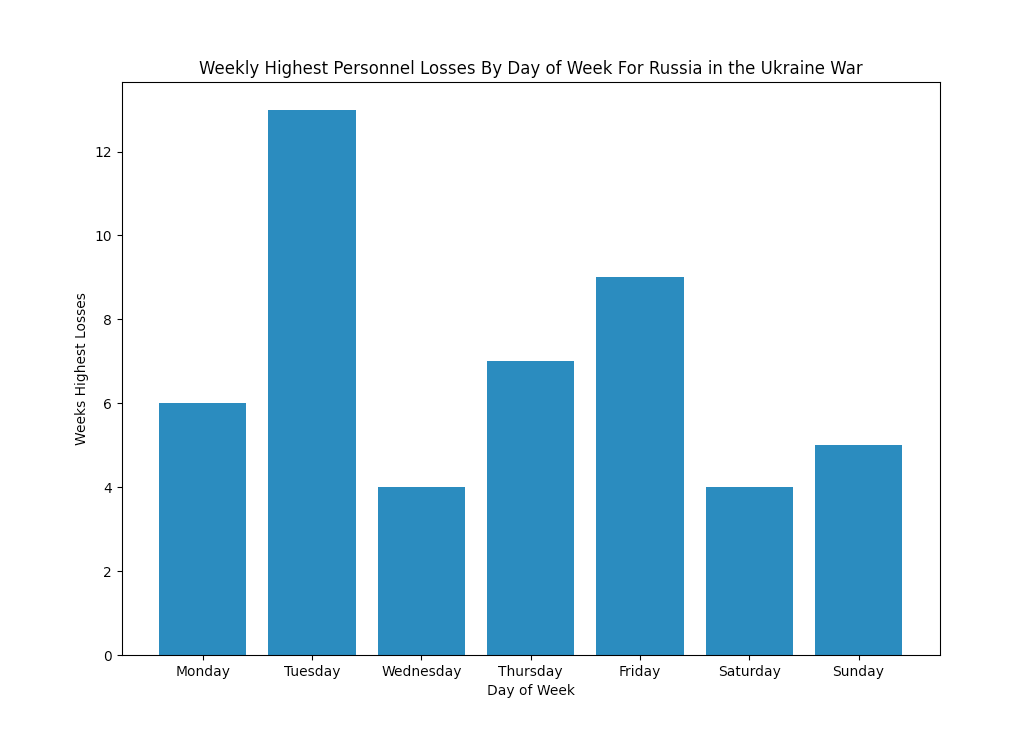 Weekly Highest Personnel Losses By Day of Week For Russia in the Ukraine War
Weeks Highest Losses
12
10
8
6
4
2
0
Monday Tuesday Wednesday Thursday Friday Saturday Sunday
Day of Week